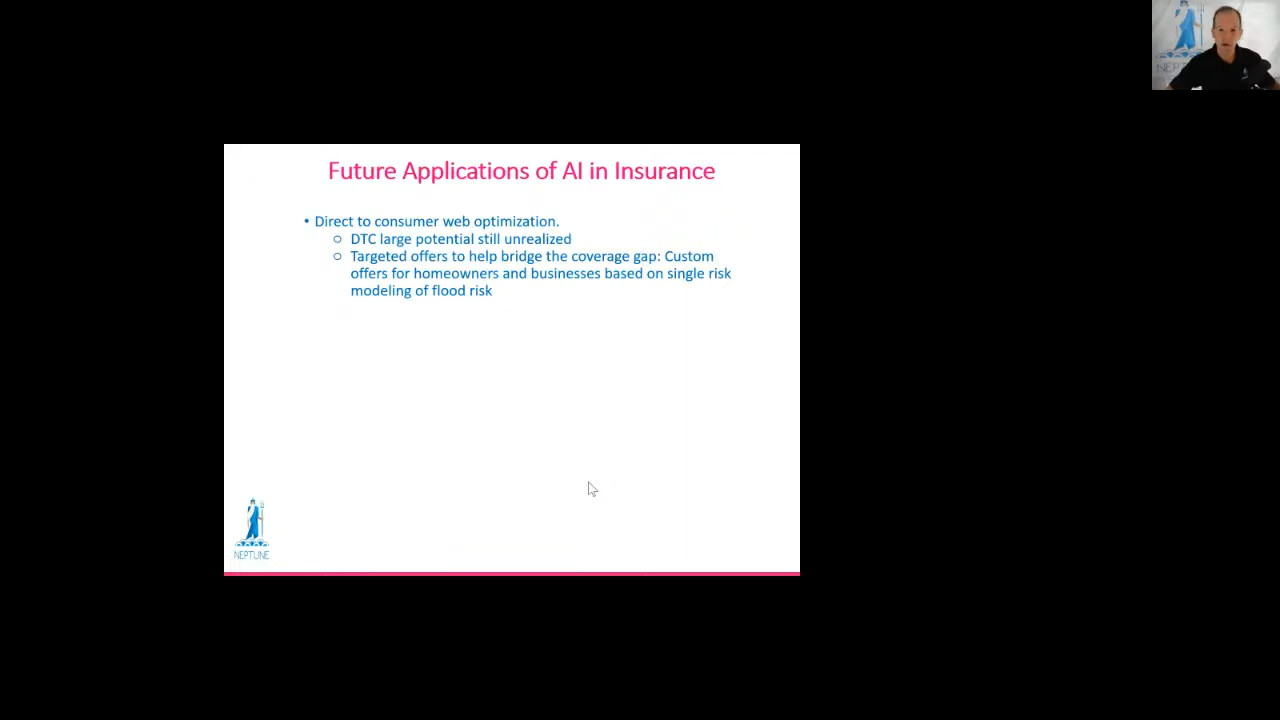 Future Applications of AI in Insurance
• Direct to consumer web optimization.
o DTC large potential still unrealized
o Targeted offers to help bridge the coverage gap: Custom
offers for homeowners and businesses based on single risk
modeling of flood risk
NEPTUNE